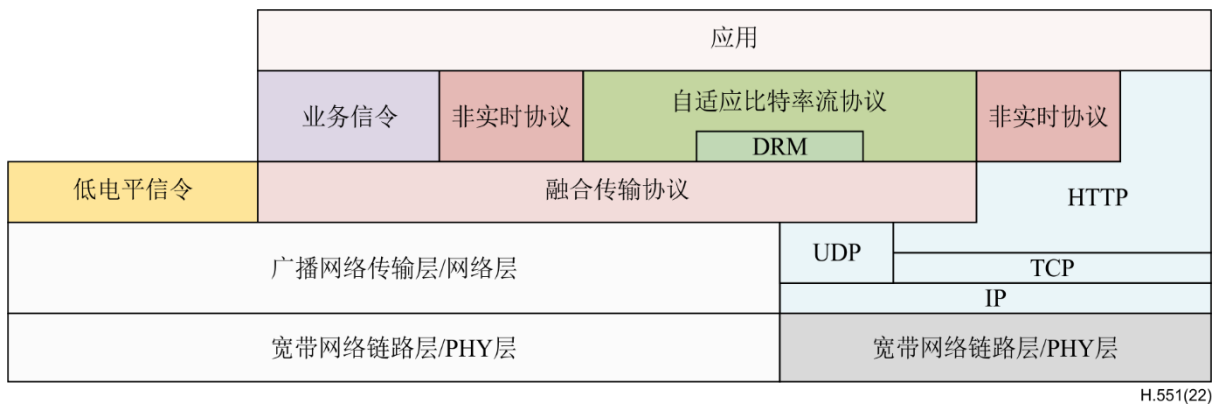 应用
业务信令
非实时协议
自适应比特率流协议
非实时协议
DRM
低电平信令
融合传输协议
HTTP
广播网络传输层/网络层
UDP
TCP
IP
宽带网络链路层/PHY层
宽带网络链路层/PHY层
H.551(22)